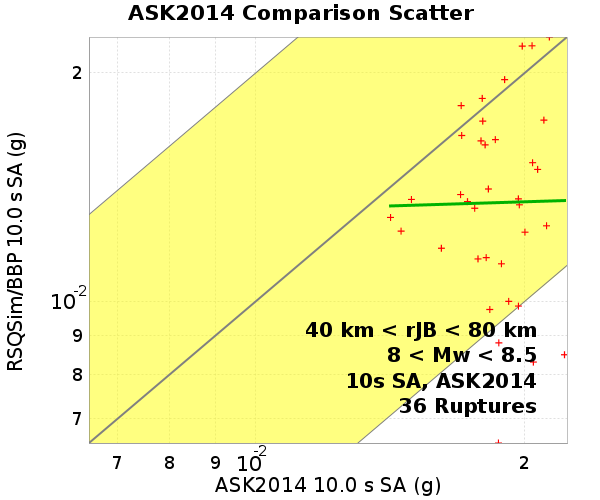 ASK2014 Comparison Scatter
RSQSim/BBP 10.0 s SA (g)
2
10-2
9
8
7
40 km < rJB < 80 km
8 < Mw < 8.5
10s SA, ASK2014
36 Ruptures
7 8 9 10-2 2
ASK2014 10.0 s SA (g)